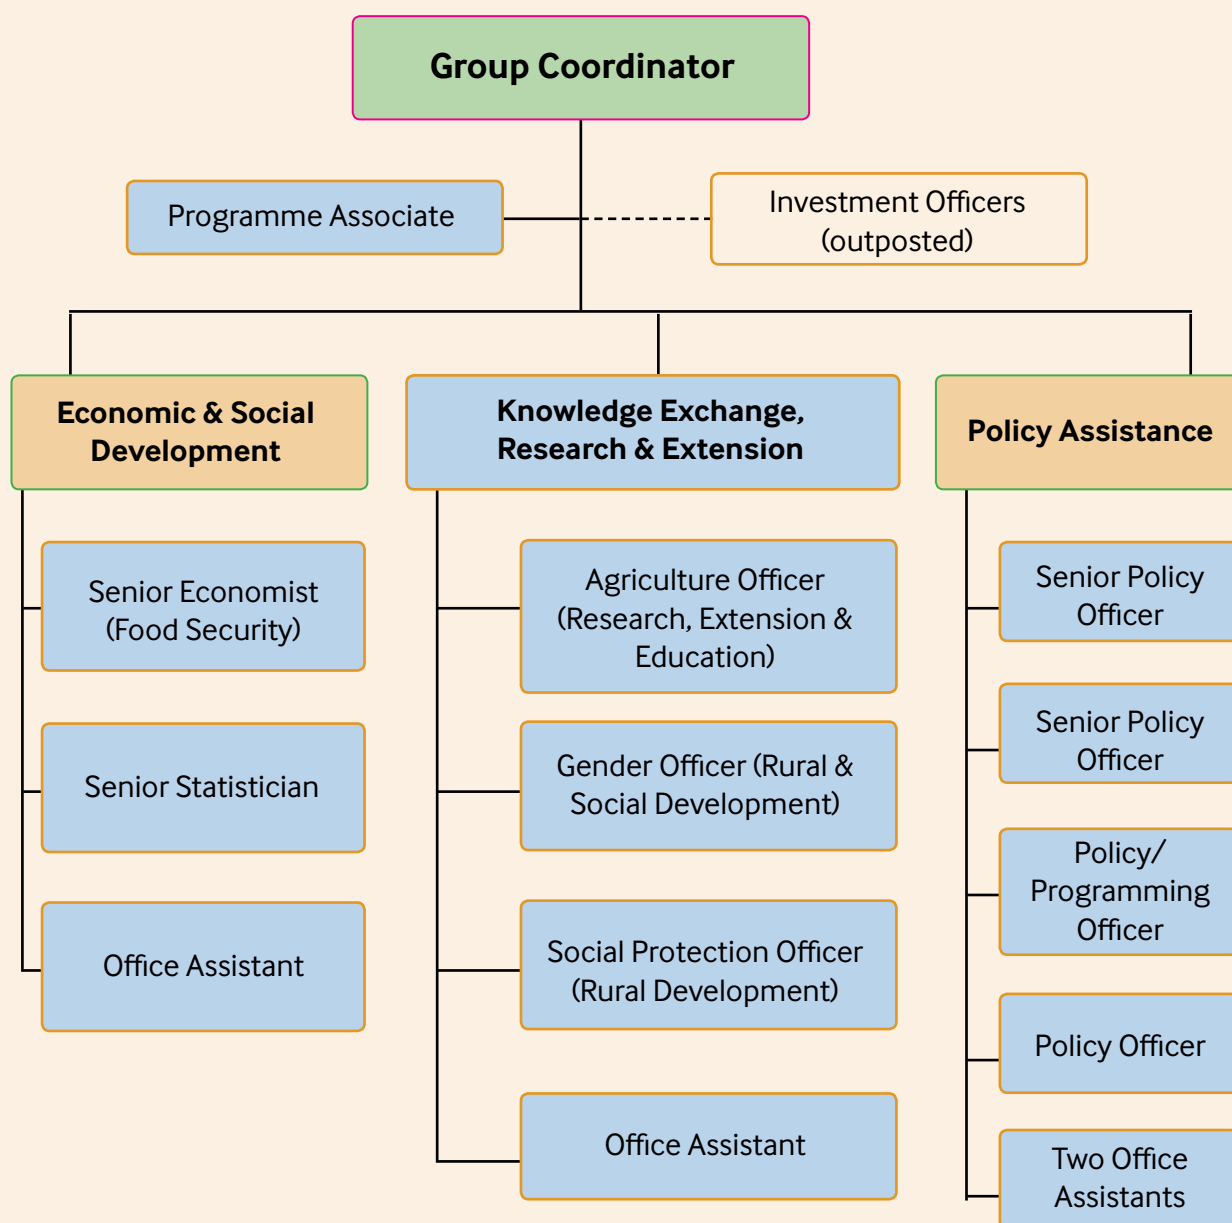 Group Coordinator
Programme Associate
Investment Officers
(outposted)
Economic & Social
Development
Senior Economist
(Food Security)
Senior Statistician
Office Assistant
Knowledge Exchange,
Research & Extension
Agriculture Officer
(Research, Extension &
Education)
Gender Officer (Rural &
Social Development)
Social Protection Officer
(Rural Development)
Office Assistant
Policy Assistance
Senior Policy
Officer
Senior Policy
Officer
Policy/
Programming
Officer
Policy Officer
Two Office
Assistants